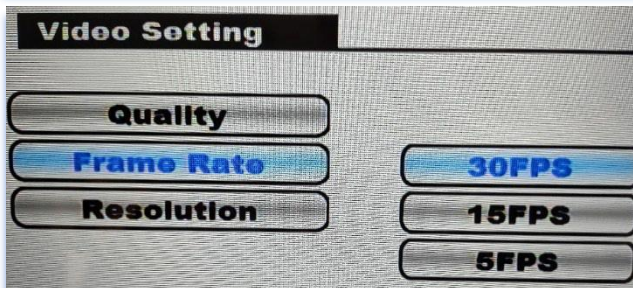 Video Setting
Quality
Frame Rate
30FPS
Resolution
15FPS
5FPS